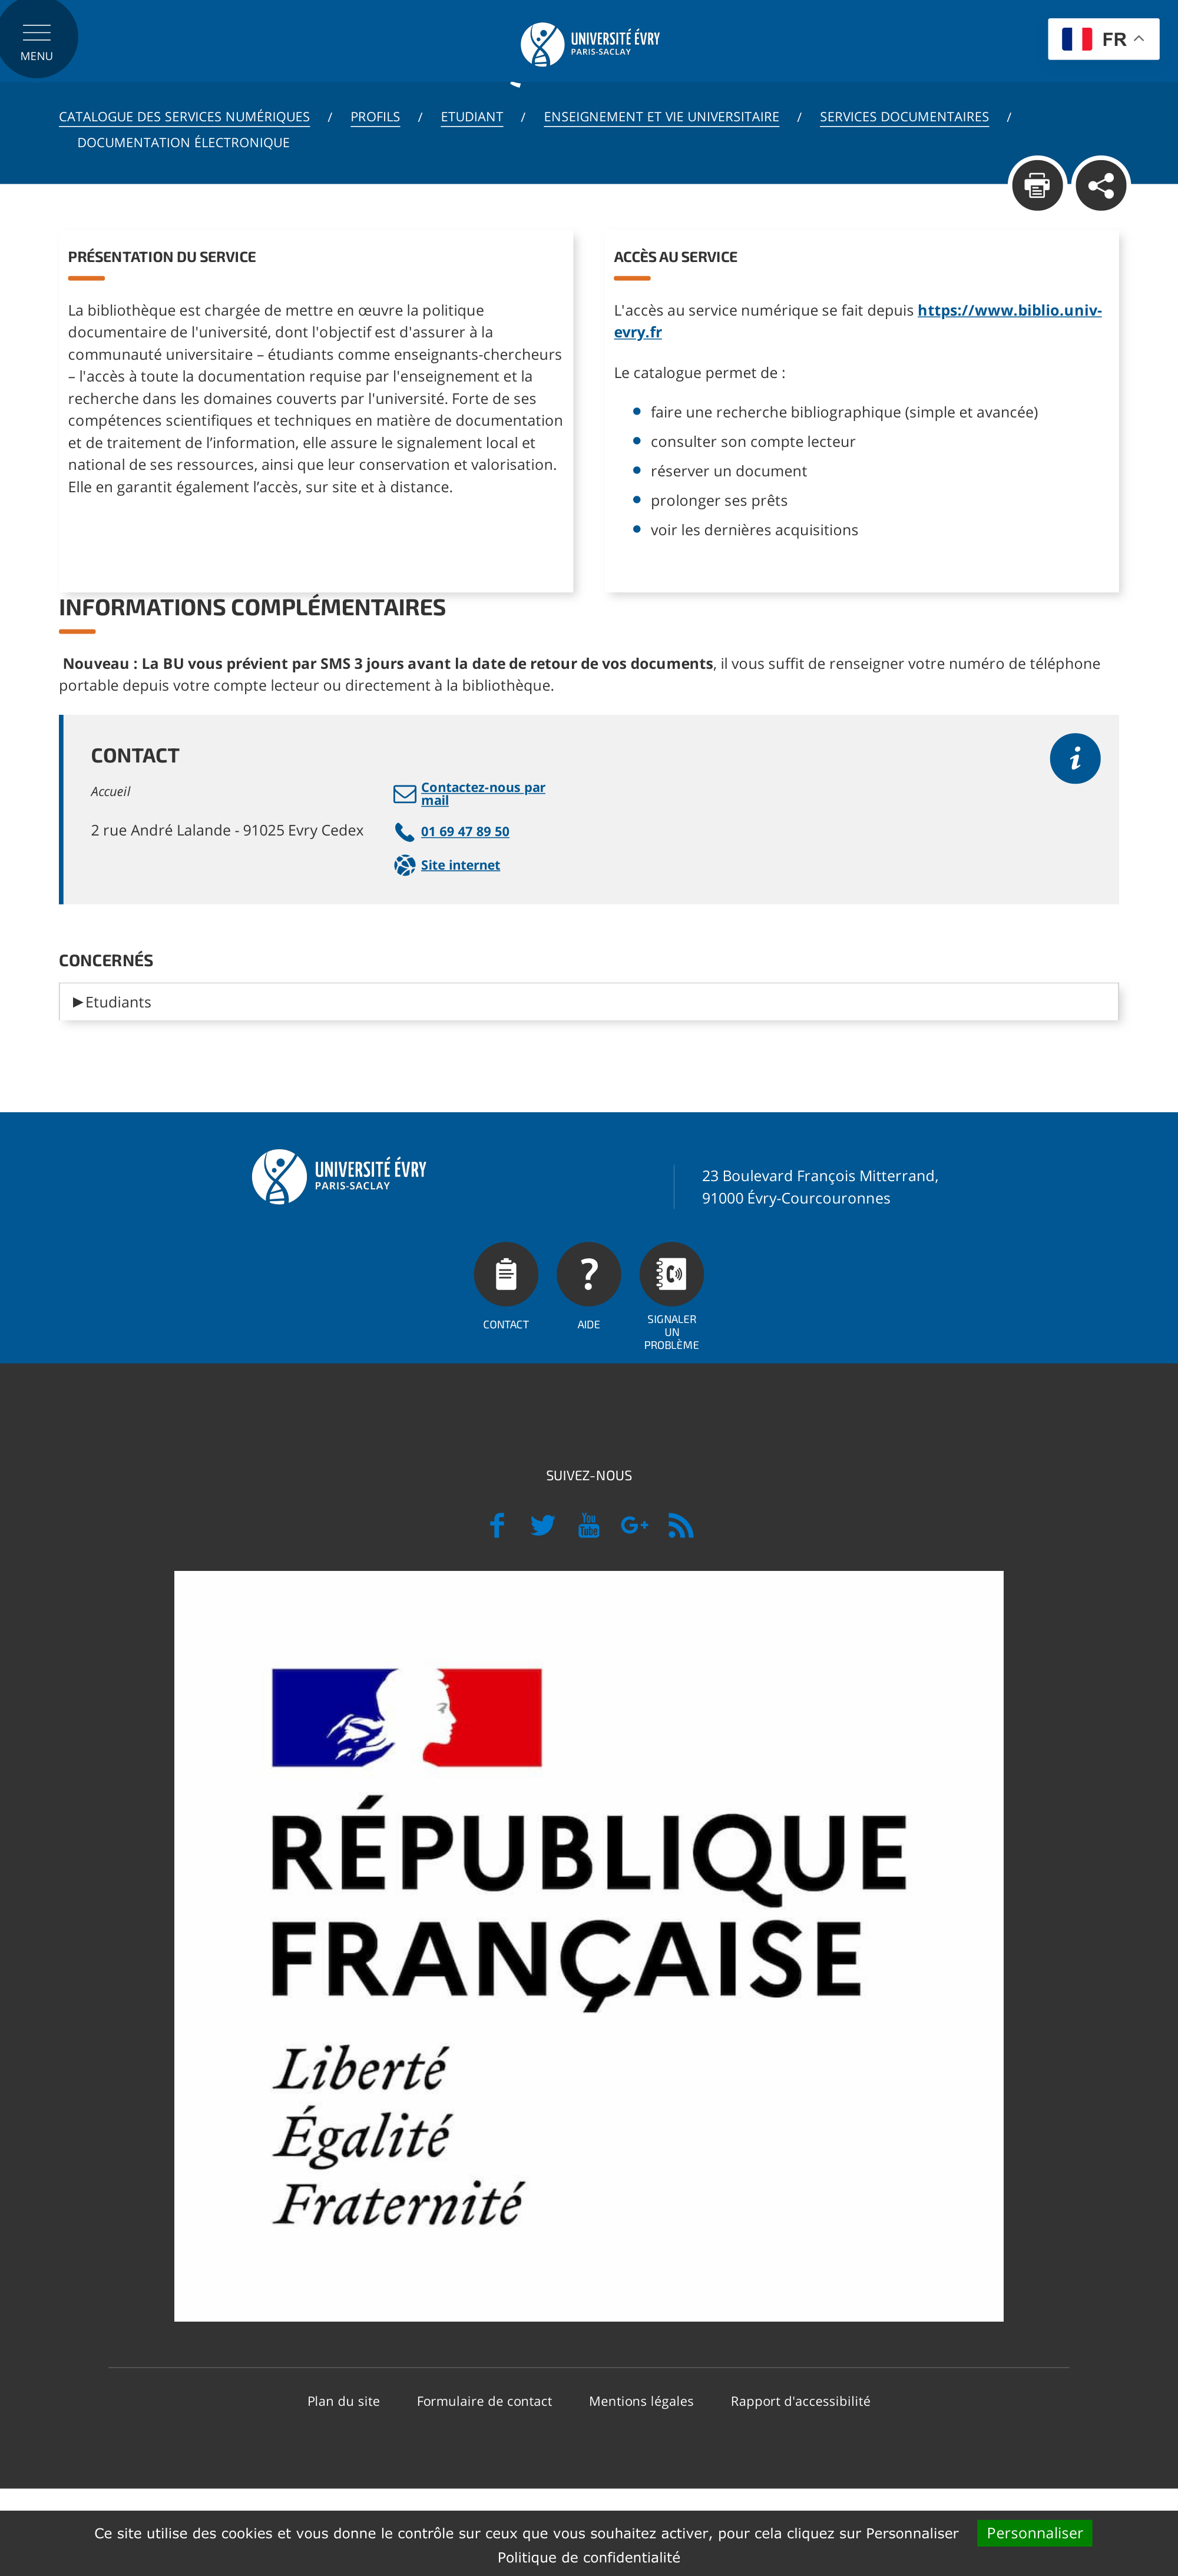 MENU
UNIVERSITÉ ÉVRY
PARIS-SACLAY
FR
CATALOGUE DES SERVICES NUMÉRIQUES / PROFILS / ETUDIANT / ENSEIGNEMENT ET VIE UNIVERSITAIRE / SERVICES DOCUMENTAIRES /
DOCUMENTATION ÉLECTRONIQUE
PRÉSENTATION DU SERVICE
La bibliothèque est chargée de mettre en œuvre la politique
documentaire de l'université, dont l'objectif est d'assurer à la
communauté universitaire – étudiants comme enseignants-chercheurs
– l'accès à toute la documentation requise par l'enseignement et la
recherche dans les domaines couverts par l'université. Forte de ses
compétences scientifiques et techniques en matière de documentation
et de traitement de l’information, elle assure le signalement local et
national de ses ressources, ainsi que leur conservation et valorisation.
Elle en garantit également l’accès, sur site et à distance.
ACCÈS AU SERVICE
L'accès au service numérique se fait depuis https://www.biblio.univ-
evry.fr
Le catalogue permet de :
faire une recherche bibliographique (simple et avancée)
consulter son compte lecteur
réserver un document
prolonger ses prêts
voir les dernières acquisitions
INFORMATIONS COMPLÉMENTAIRES
Nouveau : La BU vous prévient par SMS 3 jours avant la date de retour de vos documents, il vous suffit de renseigner votre numéro de téléphone
portable depuis votre compte lecteur ou directement à la bibliothèque.
CONTACT
Accueil
2 rue André Lalande - 91025 Evry Cedex
Contactez-nous par
mail
01 69 47 89 50
Site internet
CONCERNÉS
Etudiants
UNIVERSITÉ ÉVRY
PARIS-SACLAY
23 Boulevard François Mitterrand,
91000 Évry-Courcouronnes
CONTACT
AIDE
SIGNALER
UN
PROBLÈME
SUIVEZ-NOUS
You
Tube
G+
RÉPUBLIQUE
FRANÇAISE
Liberté
Égalité
Fraternité
Plan du site Formulaire de contact Mentions légales Rapport d'accessibilité
Ce site utilise des cookies et vous donne le contrôle sur ceux que vous souhaitez activer, pour cela cliquez sur Personnaliser Personnaliser
Politique de confidentialité